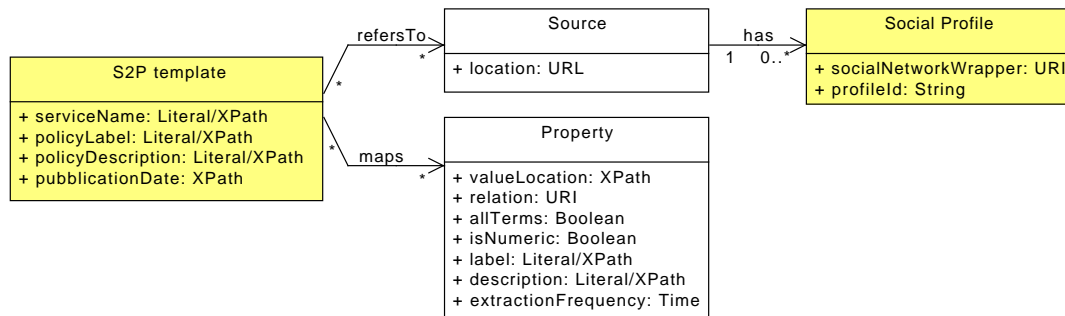 S2P template
+ serviceName: Literal/XPath
+ policyLabel: Literal/XPath
+ policyDescription: Literal/XPath
+ pubblicationDate: XPath
refersTo
*
*
maps
*
*
Source
+ location: URL
has
1
0..*
Social Profile
+ socialNetworkWrapper: URI
+ profileId: String
Property
+ valueLocation: XPath
+ relation: URI
+ allTerms: Boolean
+ isNumeric: Boolean
+ label: Literal/XPath
+ description: Literal/XPath
+ extractionFrequency: Time